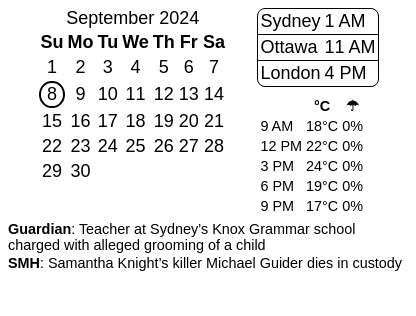 September 2024
Su Mo Tu We Th Fr Sa
1 2 3 4 5 6 7
8 9 10 11 12 13 14
15 16 17 18 19 20 21
22 23 24 25 26 27 28
29 30
Sydney 1 AM
Ottawa 11 AM
London 4 PM
°C ☂
9 AM 18°C 0%
12 PM 22°C 0%
3 PM 24°C 0%
6 PM 19°C 0%
9 PM 17°C 0%
Guardian: Teacher at Sydney’s Knox Grammar school
charged with alleged grooming of a child
SMH: Samantha Knight’s killer Michael Guider dies in custody